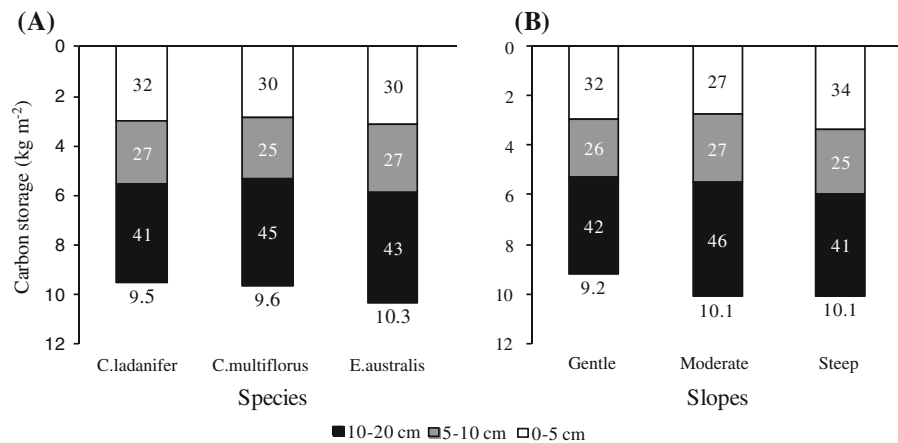 (A)
(B)
Carbon storage (kg m-2)
0
2
4
6
8
10
12
32
30
30
27
25
27
41
45
43
9.5
9.6
10.3
C.ladanifer
C.multiflorus
E.australis
Species
0
2
4
6
8
10
12
32
27
34
26
27
25
42
46
41
9.2
10.1
10.1
Gentle
Moderate
Steep
Slopes
10-20 cm
5-10 cm
0-5 cm